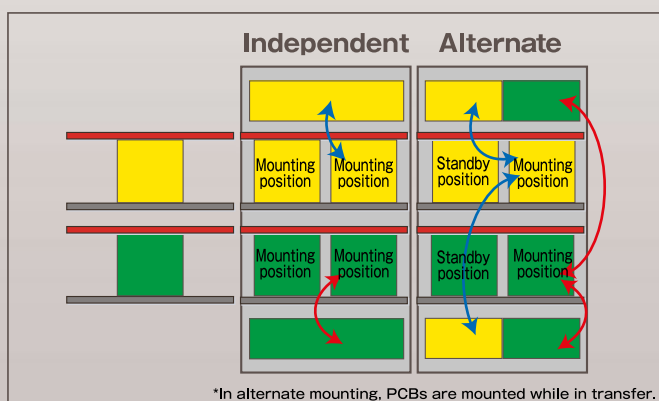 Independent
Alternate
Mounting
position
Mounting
position
Standby
position
Mounting
position
Mounting
position
Mounting
position
Standby
position
Mounting
position
*In alternate mounting, PCBs are mounted while in transfer.